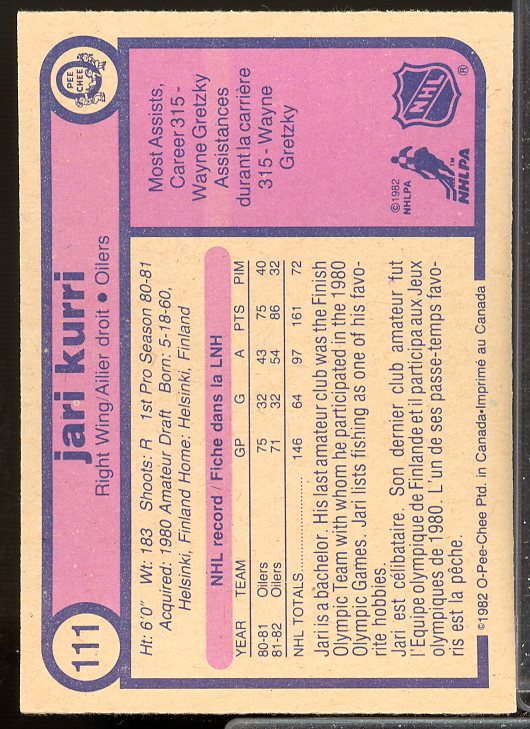 111
jari kurri
Right Wing/Ailier droit • Oilers
OPEE CHEE
Ht: 6'0" Wt: 183 Shoots: R 1st Pro Season 80-81
Acquired: 1980 Amateur Draft Born: 5-18-60,
Helsinki, Finland Home: Helsinki, Finland
NHL record / Fiche dans la LNH
YEAR TEAM GP G A PTS PIM
80-81 Oilers 75 32 43 75 40
81-82 Oilers 71 32 54 86 32
NHL TOTALS .................... 146 64 97 161 72
Jari is a bachelor. His last amateur club was the Finish
Olympic Team with whom he participated in the 1980
Olympic Games. Jari lists fishing as one of his favo-
rite hobbies.
Jari est célibataire. Son dernier club amateur fut
l'Equipe olympique de Finlande et il participa aux Jeux
olympiques de 1980. L'un de ses passe-temps favo-
ris est la pêche.
©1982 O-Pee-Chee Ptd. in Canada-Imprimé au Canada
Most Assists,
Career 315 -
Wayne Gretzky
Assistances
durant la carrière
315 - Wayne
Gretzky
©1982
NHLPA
NHLPA
TM
NHL
®